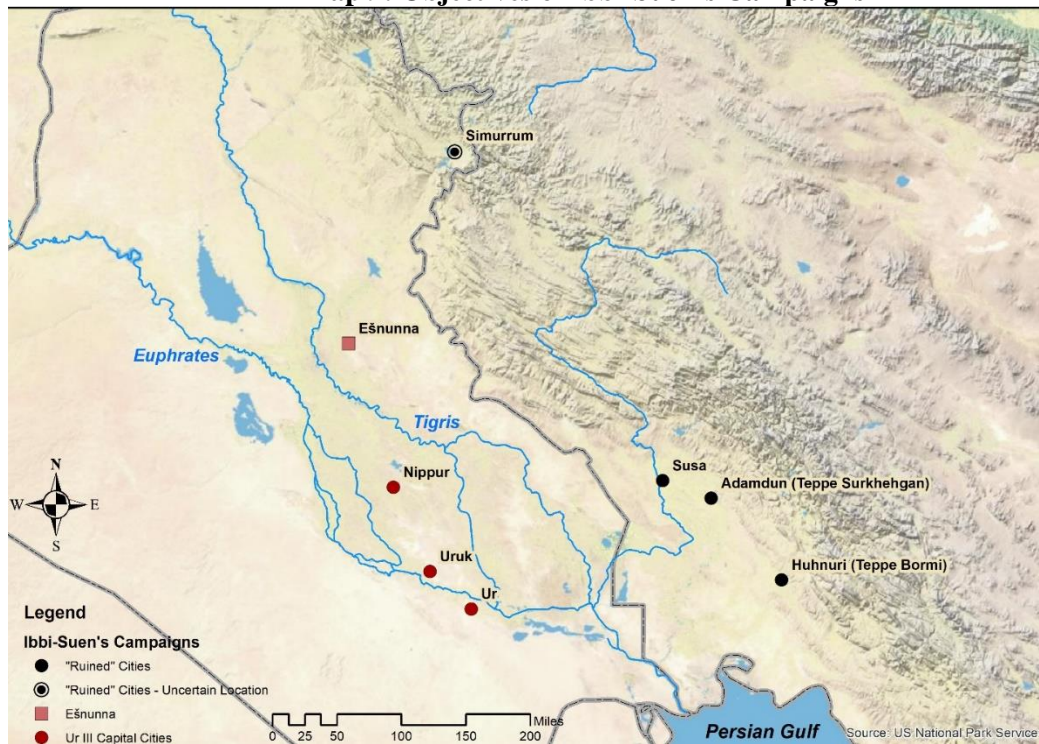 Simurrum
Ešnunna
Euphrates
Tigris
Nippur
Susa
Adamdun (Teppe Surkhehgan)
Uruk
Huhnuri (Teppe Bormi)
Ur
N
W E
S
Legend
Ibbi-Suen's Campaigns
"Ruined" Cities
"Ruined" Cities - Uncertain Location
Ešnunna
Ur III Capital Cities
Miles
0 25 50 100 150 200
Persian Gulf
Source: US National Park Service